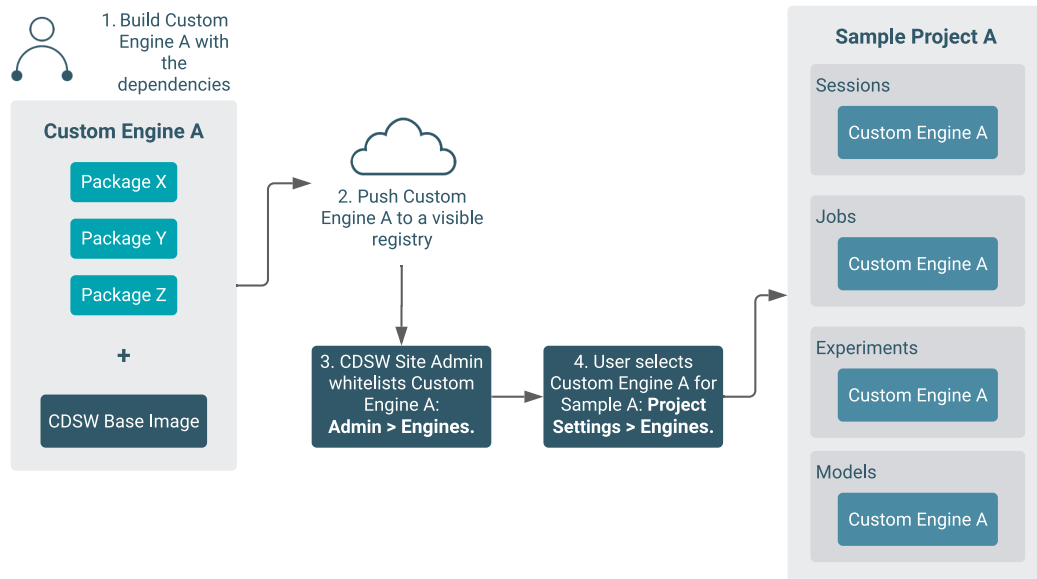 1. Build Custom
Engine A with
the
dependencies
Custom Engine A
Package X
Package Y
Package Z
+
CDSW Base Image
2. Push Custom
Engine A to a visible
registry
3. CDSW Site Admin
whitelists Custom
Engine A:
Admin > Engines.
4. User selects
Custom Engine A for
Sample A: Project
Settings > Engines.
Sample Project A
Sessions
Custom Engine A
Jobs
Custom Engine A
Experiments
Custom Engine A
Models
Custom Engine A